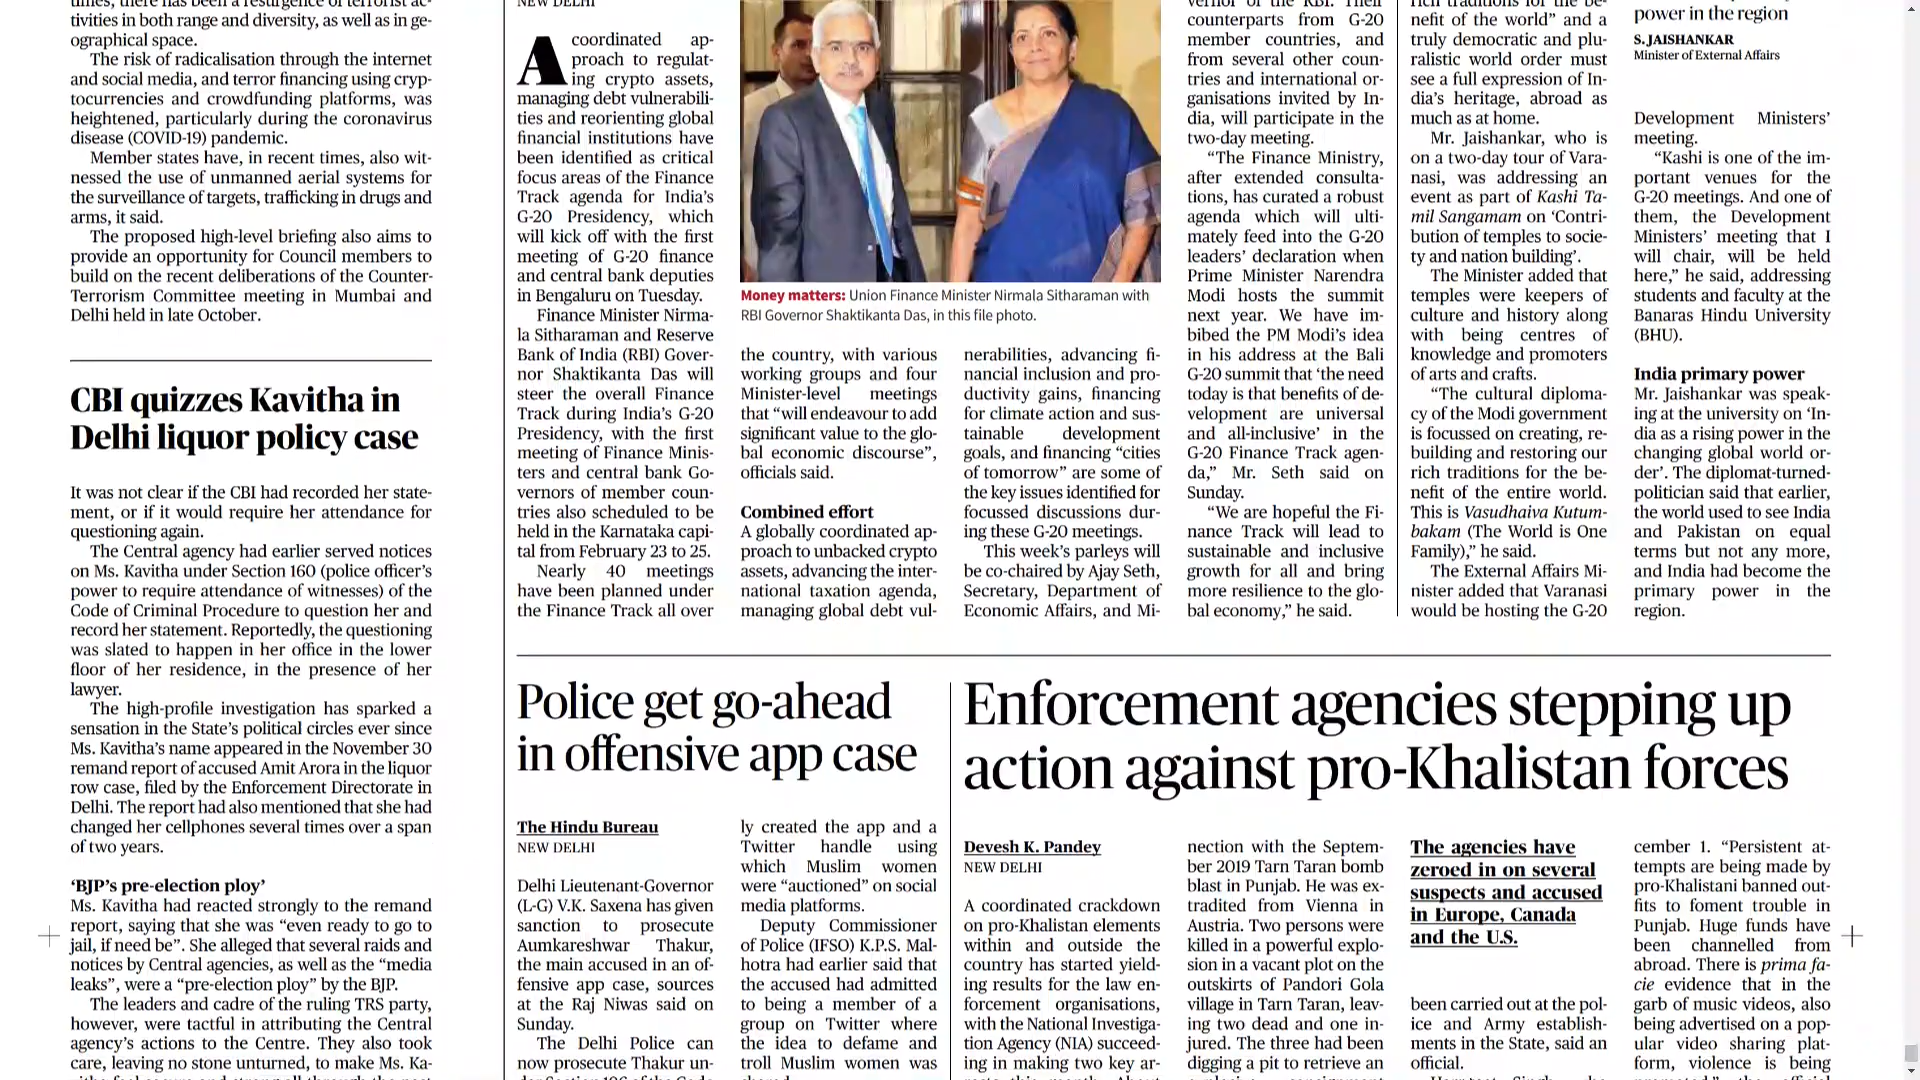 times, there has been a resurgence of terrorist ac-
tivities in both range and diversity, as well as in ge-
ographical space.
The risk of radicalisation through the internet
and social media, and terror financing using cryp-
tocurrencies and crowdfunding platforms, was
heightened, particularly during the coronavirus
disease (COVID-19) pandemic.
Member states have, in recent times, also wit-
nessed the use of unmanned aerial systems for
the surveillance of targets, trafficking in drugs and
arms, it said.
The proposed high-level briefing also aims to
provide an opportunity for Council members to
build on the recent deliberations of the Counter-
Terrorism Committee meeting in Mumbai and
Delhi held in late October.
CBI quizzes Kavitha in
Delhi liquor policy case
It was not clear if the CBI had recorded her state-
ment, or if it would require her attendance for
questioning again.
The Central agency had earlier served notices
on Ms. Kavitha under Section 160 (police officer’s
power to require attendance of witnesses) of the
Code of Criminal Procedure to question her and
record her statement. Reportedly, the questioning
was slated to happen in her office in the lower
floor of her residence, in the presence of her
lawyer.
The high-profile investigation has sparked a
sensation in the State’s political circles ever since
Ms. Kavitha’s name appeared in the November 30
remand report of accused Amit Arora in the liquor
row case, filed by the Enforcement Directorate in
Delhi. The report had also mentioned that she had
changed her cellphones several times over a span
of two years.
‘BJP’s pre-election ploy’
Ms. Kavitha had reacted strongly to the remand
report, saying that she was “even ready to go to
jail, if need be”. She alleged that several raids and
notices by Central agencies, as well as the “media
leaks”, were a “pre-election ploy” by the BJP.
The leaders and cadre of the ruling TRS party,
however, were tactful in attributing the Central
agency’s actions to the Centre. They also took
care, leaving no stone unturned, to make Ms. Ka-
NEW DELHI
A coordinated ap-
proach to regulat-
ing crypto assets,
managing debt vulnerabili-
ties and reorienting global
financial institutions have
been identified as critical
focus areas of the Finance
Track agenda for India’s
G-20 Presidency, which
will kick off with the first
meeting of G-20 finance
and central bank deputies
in Bengaluru on Tuesday.
Finance Minister Nirma-
la Sitharaman and Reserve
Bank of India (RBI) Gover-
nor Shaktikanta Das will
steer the overall Finance
Track during India’s G-20
Presidency, with the first
meeting of Finance Minis-
ters and central bank Go-
vernors of member coun-
tries also scheduled to be
held in the Karnataka capi-
tal from February 23 to 25.
Nearly 40 meetings
have been planned under
the Finance Track all over
Money matters: Union Finance Minister Nirmala Sitharaman with
RBI Governor Shaktikanta Das, in this file photo.
the country, with various
working groups and four
Minister-level meetings
that “will endeavour to add
significant value to the glo-
bal economic discourse”,
officials said.
Combined effort
A globally coordinated ap-
proach to unbacked crypto
assets, advancing the inter-
national taxation agenda,
managing global debt vul-
nerabilities, advancing fi-
nancial inclusion and pro-
ductivity gains, financing
for climate action and sus-
tainable development
goals, and financing “cities
of tomorrow” are some of
the key issues identified for
focussed discussions dur-
ing these G-20 meetings.
This week’s parleys will
be co-chaired by Ajay Seth,
Secretary, Department of
Economic Affairs, and Mi-
vernor of the RBI. Their
counterparts from G-20
member countries, and
from several other coun-
tries and international or-
ganisations invited by In-
dia, will participate in the
two-day meeting.
“The Finance Ministry,
after extended consulta-
tions, has curated a robust
agenda which will ulti-
mately feed into the G-20
leaders’ declaration when
Prime Minister Narendra
Modi hosts the summit
next year. We have im-
bibed the PM Modi’s idea
in his address at the Bali
G-20 summit that ‘the need
today is that benefits of de-
velopment are universal
and all-inclusive’ in the
G-20 Finance Track agen-
da,” Mr. Seth said on
Sunday.
“We are hopeful the Fi-
nance Track will lead to
sustainable and inclusive
growth for all and bring
more resilience to the glo-
bal economy,” he said.
rich traditions for the be-
nefit of the world” and a
truly democratic and plu-
ralistic world order must
see a full expression of In-
dia’s heritage, abroad as
much as at home.
Mr. Jaishankar, who is
on a two-day tour of Vara-
nasi, was addressing an
event as part of Kashi Ta-
mil Sangamam on ‘Contri-
bution of temples to socie-
ty and nation building’.
The Minister added that
temples were keepers of
culture and history along
with being centres of
knowledge and promoters
of arts and crafts.
“The cultural diploma-
cy of the Modi government
is focussed on creating, re-
building and restoring our
rich traditions for the be-
nefit of the entire world.
This is Vasudhaiva Kutum-
bakam (The World is One
Family),” he said.
The External Affairs Mi-
nister added that Varanasi
would be hosting the G-20
power in the region
S. JAISHANKAR
Minister of External Affairs
Development Ministers’
meeting.
“Kashi is one of the im-
portant venues for the
G-20 meetings. And one of
them, the Development
Ministers’ meeting that I
will chair, will be held
here,” he said, addressing
students and faculty at the
Banaras Hindu University
(BHU).
India primary power
Mr. Jaishankar was speak-
ing at the university on ‘In-
dia as a rising power in the
changing global world or-
der’. The diplomat-turned-
politician said that earlier,
the world used to see India
and Pakistan on equal
terms but not any more,
and India had become the
primary power in the
region.
Police get go-ahead
in offensive app case
The Hindu Bureau
NEW DELHI
Delhi Lieutenant-Governor
(L-G) V.K. Saxena has given
sanction to prosecute
Aumkareshwar Thakur,
the main accused in an of-
fensive app case, sources
at the Raj Niwas said on
Sunday.
The Delhi Police can
now prosecute Thakur un-
ly created the app and a
Twitter handle using
which Muslim women
were “auctioned” on social
media platforms.
Deputy Commissioner
of Police (IFSO) K.P.S. Mal-
hotra had earlier said that
the accused had admitted
to being a member of a
group on Twitter where
the idea to defame and
troll Muslim women was
Enforcement agencies stepping up
action against pro-Khalistan forces
Devesh K. Pandey
NEW DELHI
A coordinated crackdown
on pro-Khalistan elements
within and outside the
country has started yield-
ing results for the law en-
forcement organisations,
with the National Investiga-
tion Agency (NIA) succeed-
ing in making two key ar-
nection with the Septem-
ber 2019 Tarn Taran bomb
blast in Punjab. He was ex-
tradited from Vienna in
Austria. Two persons were
killed in a powerful explo-
sion in a vacant plot on the
outskirts of Pandori Gola
village in Tarn Taran, leav-
ing two dead and one in-
jured. The three had been
digging a pit to retrieve an
The agencies have
zeroed in on several
suspects and accused
in Europe, Canada
and the U.S.
been carried out at the pol-
ice and Army establish-
ments in the State, said an
official.
cember 1. “Persistent at-
tempts are being made by
pro-Khalistani banned out-
fits to foment trouble in
Punjab. Huge funds have
been channelled from
abroad. There is prima fa-
cie evidence that in the
garb of music videos, also
being advertised on a pop-
ular video sharing plat-
form, violence is being